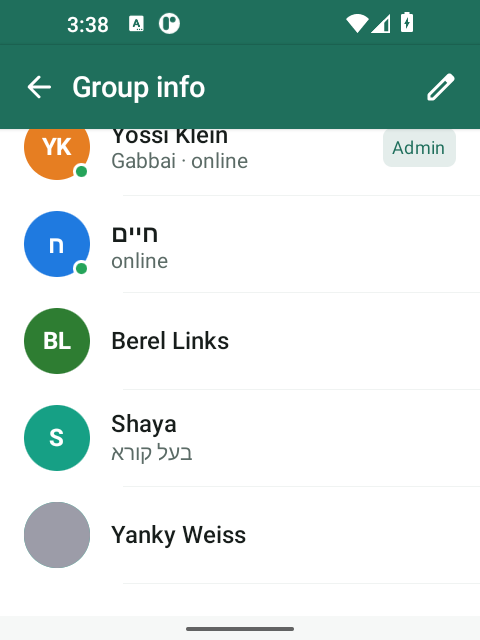 3:38
A
Group info
YK
Yossi Klein
Gabbai · online
Admin
ח
חיים
online
BL
Berel Links
S
Shaya
בעל קורא
Yanky Weiss